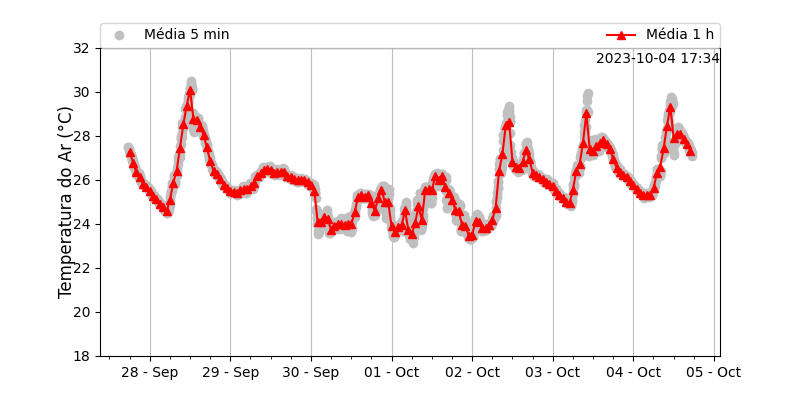 Média 5 min
Média 1 h
2023-10-04 17:34
Temperatura do Ar (°C)
32
30
28
26
24
22
20
18
28 - Sep
29 - Sep
30 - Sep
01 - Oct
02 - Oct
03 - Oct
04 - Oct
05 - Oct